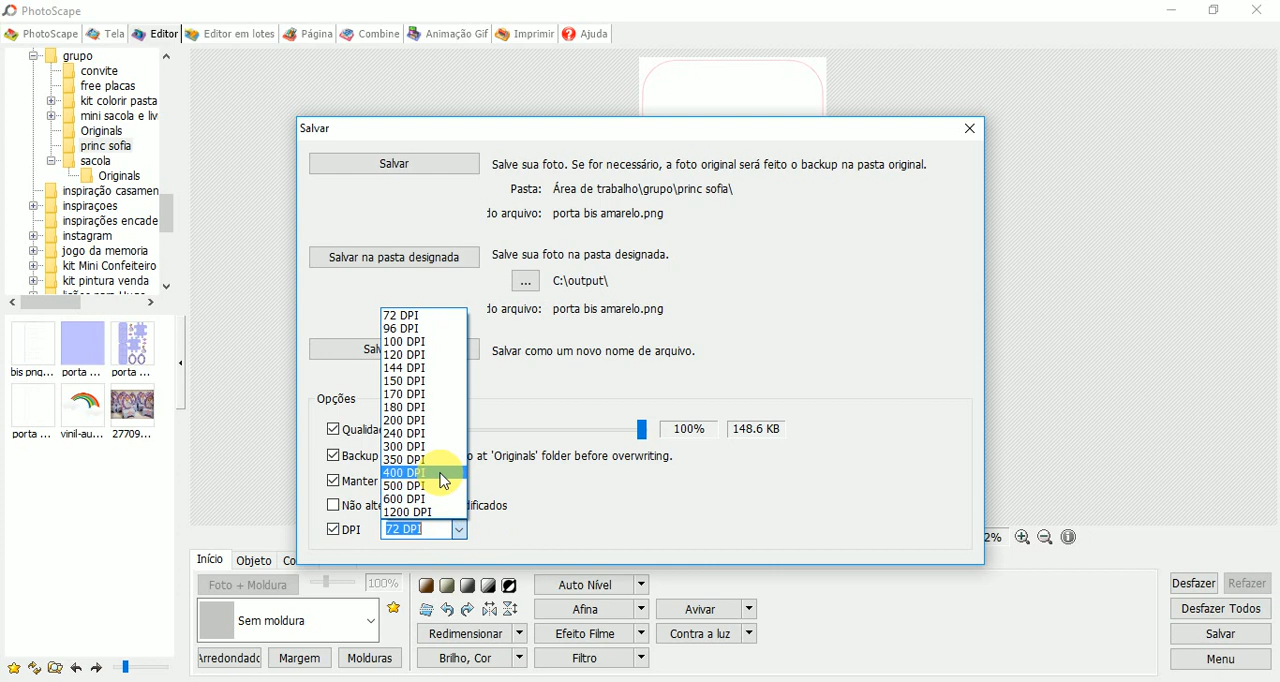 PhotoScape
PhotoScape Tela Editor Editor em lotes Página Combine Animação Gif Imprimir Ajuda
grupo
convite
free placas
kit colorir pasta
mini sacola e liv
Originals
princ sofia
sacola
Originals
inspiração casamen
inspiraçoes
inspirações encade
instagram
jogo da memoria
kit Mini Confeiteiro
kit pintura venda
bis pnq... porta ... porta ...
porta ... vinil-au... 27709...
Salvar
Salvar Salve sua foto. Se for necessário, a foto original será feito o backup na pasta original.
Pasta: Área de trabalho\grupo\princ sofia\
do arquivo: porta bis amarelo.png
Salvar na pasta designada Salve sua foto na pasta designada.
... C:\output\
do arquivo: porta bis amarelo.png
Sal Salvar como um novo nome de arquivo.
Opções
Qualida 100% 148.6 KB
Backup o at 'Originals' folder before overwriting.
Manter
Não alte ificados
DPI 72 DPI
72 DPI
96 DPI
100 DPI
120 DPI
144 DPI
150 DPI
170 DPI
180 DPI
200 DPI
240 DPI
300 DPI
350 DPI
400 DPI
500 DPI
600 DPI
1200 DPI
2%
Início Objeto Co
Foto + Moldura 100%
Sem moldura
Arredondado Margem Molduras
Auto Nível
Afina Avivar
Redimensionar Efeito Filme Contra a luz
Brilho, Cor Filtro
Desfazer Refazer
Desfazer Todos
Salvar
Menu